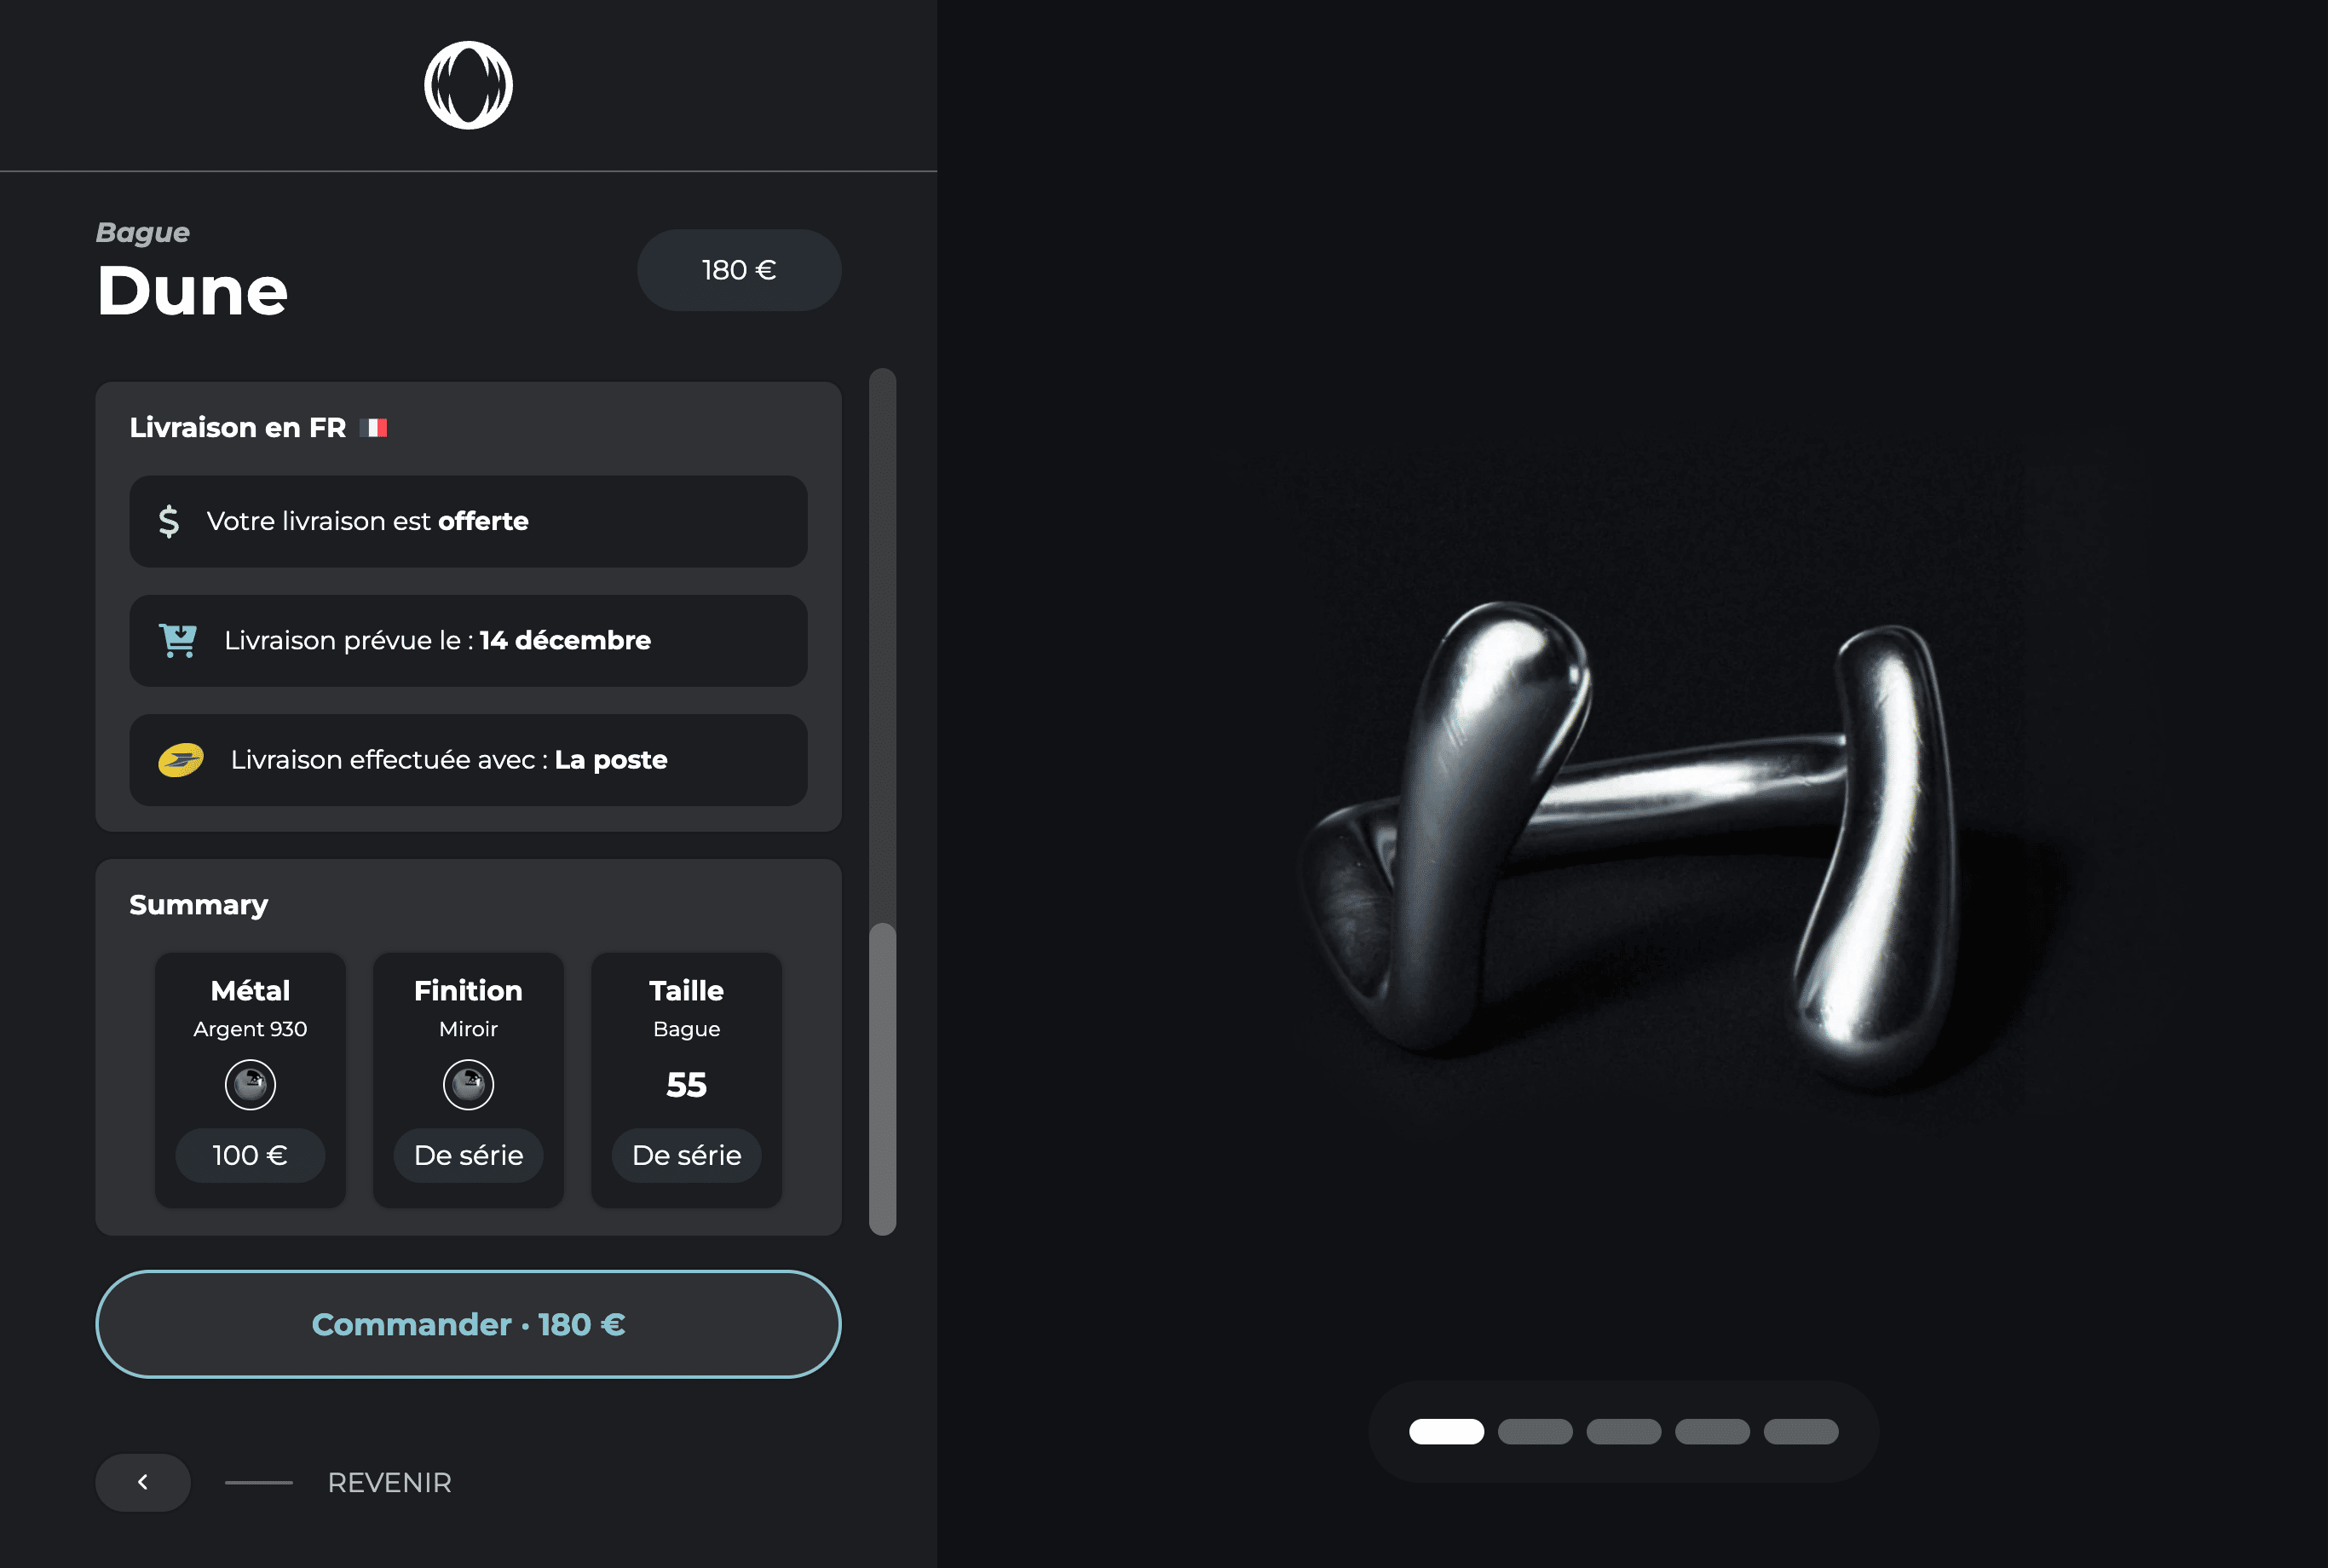 Bague
Dune
180 €
Livraison en FR
$ Votre livraison est offerte
Livraison prévue le : 14 décembre
Livraison effectuée avec : La poste
Summary
Métal
Argent 930
100 €
Finition
Miroir
De série
Taille
Bague
55
De série
Commander · 180 €
REVENIR